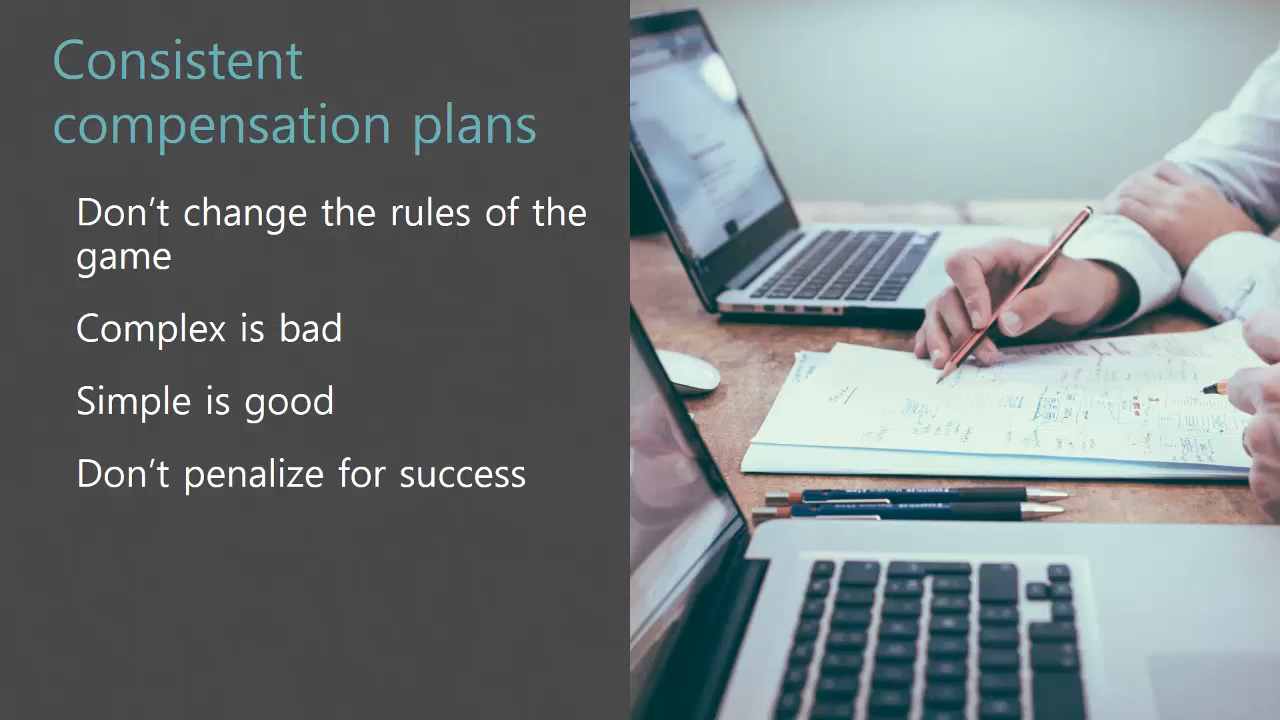 Consistent
compensation plans
Don’t change the rules of the
game
Complex is bad
Simple is good
Don’t penalize for success